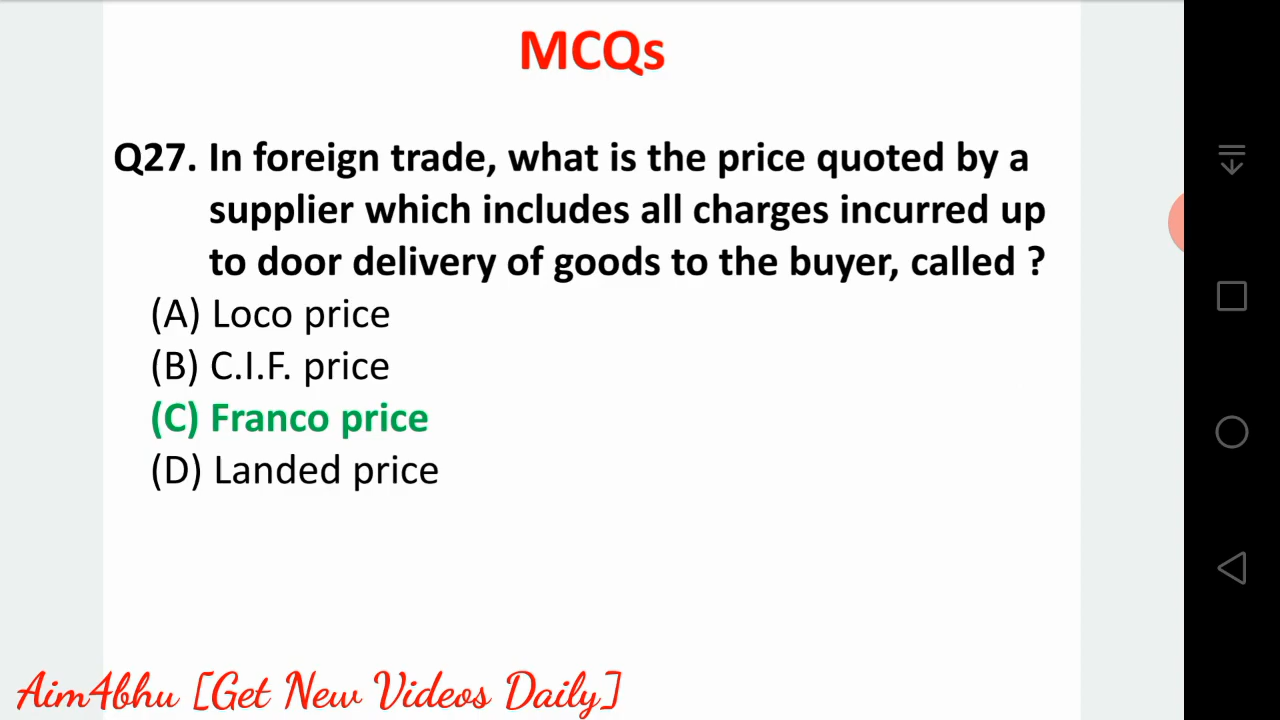 MCQs
Q27. In foreign trade, what is the price quoted by a
supplier which includes all charges incurred up
to door delivery of goods to the buyer, called ?
(A) Loco price
(B) C.I.F. price
(C) Franco price
(D) Landed price
Aim4bhu [Get New Videos Daily]